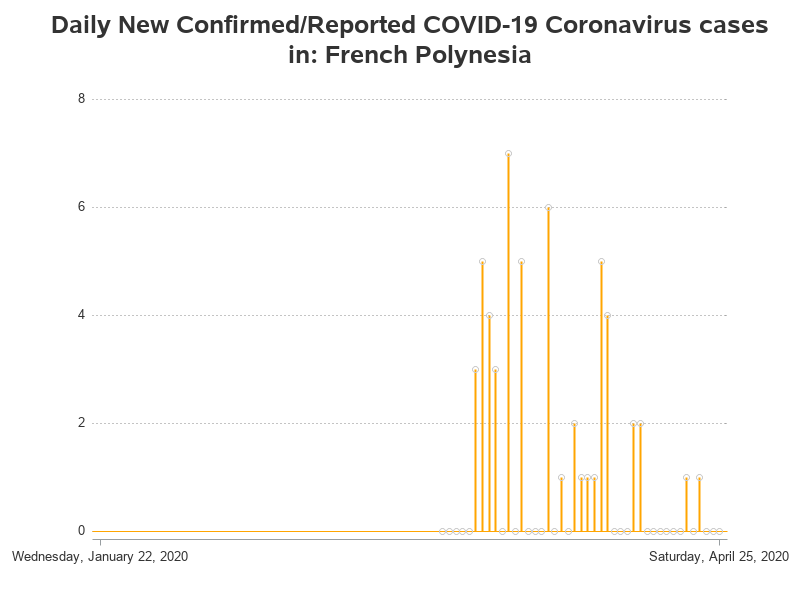 Daily New Confirmed/Reported COVID-19 Coronavirus cases
in: French Polynesia
8
6
4
2
0
Wednesday, January 22, 2020
Saturday, April 25, 2020